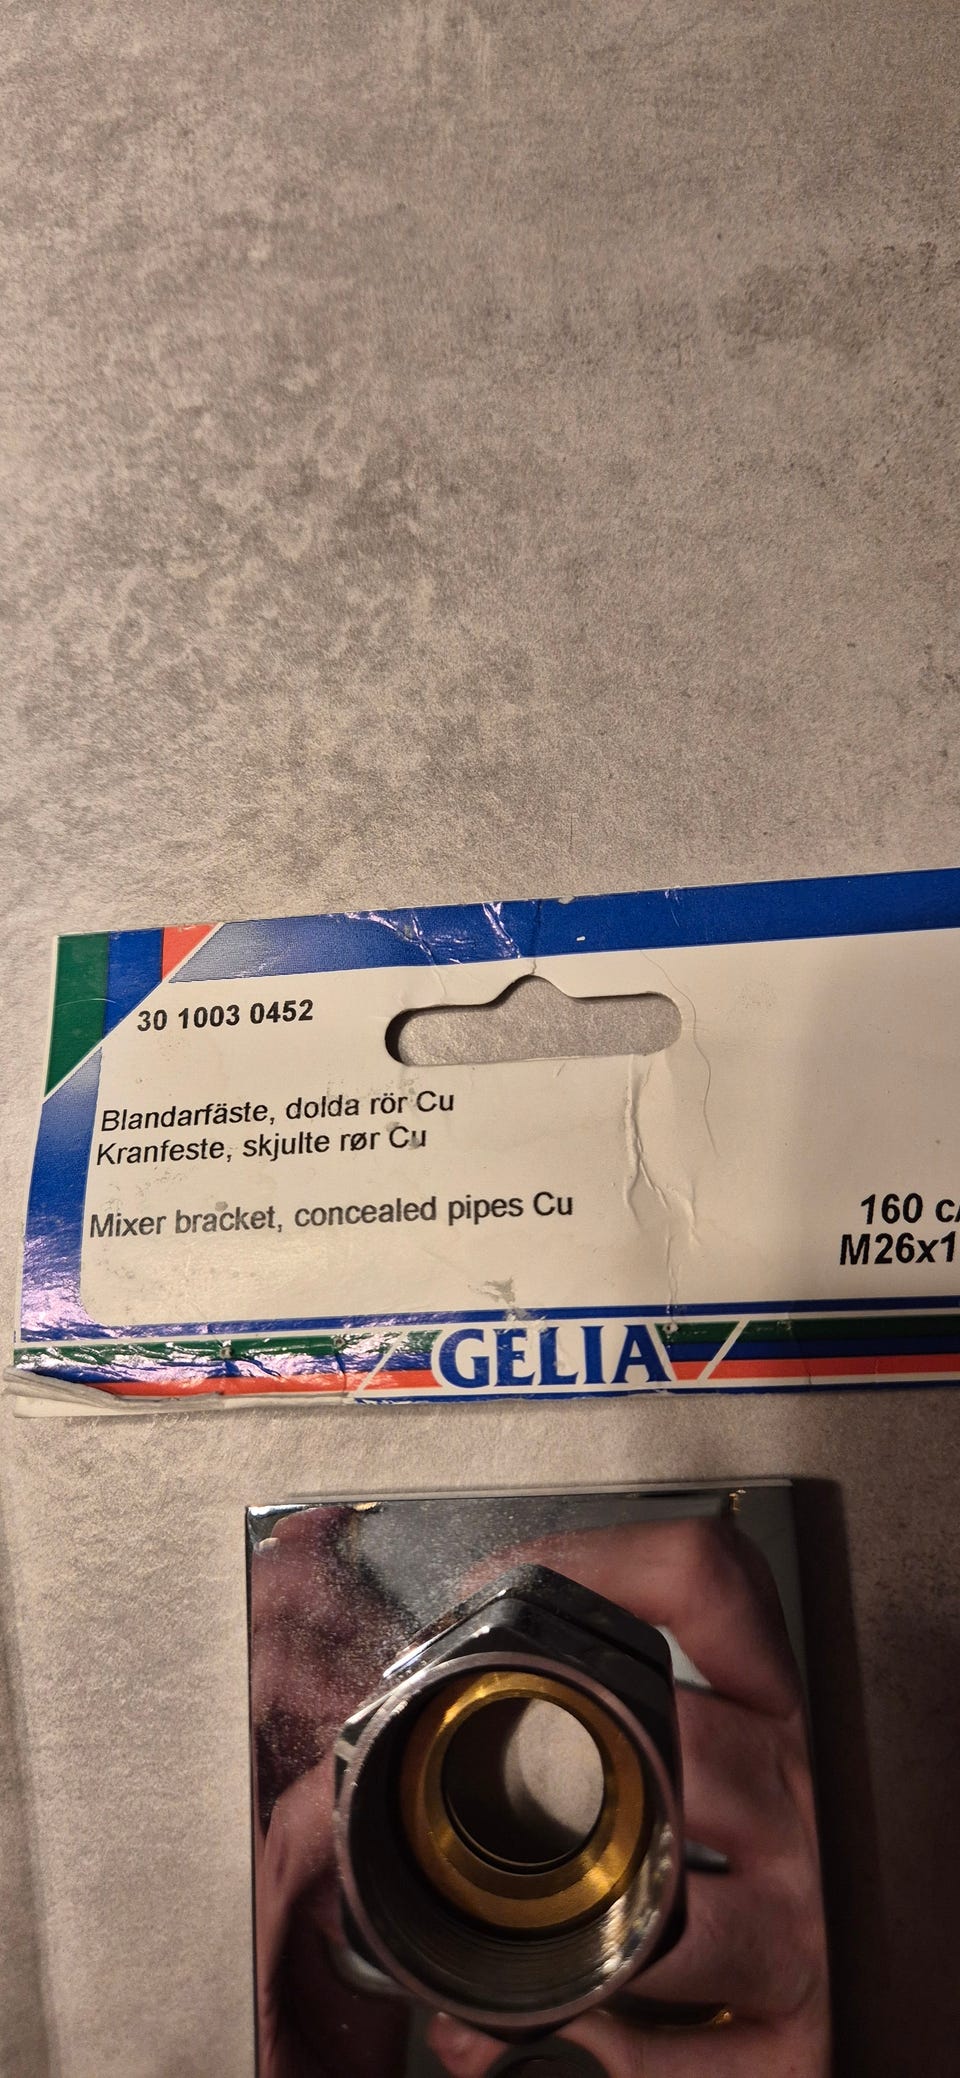 30 1003 0452
Blandarfäste, dolda rör Cu
Kranfeste, skjulte rør Cu
Mixer bracket, concealed pipes Cu
160 c/
M26x1
GELIA